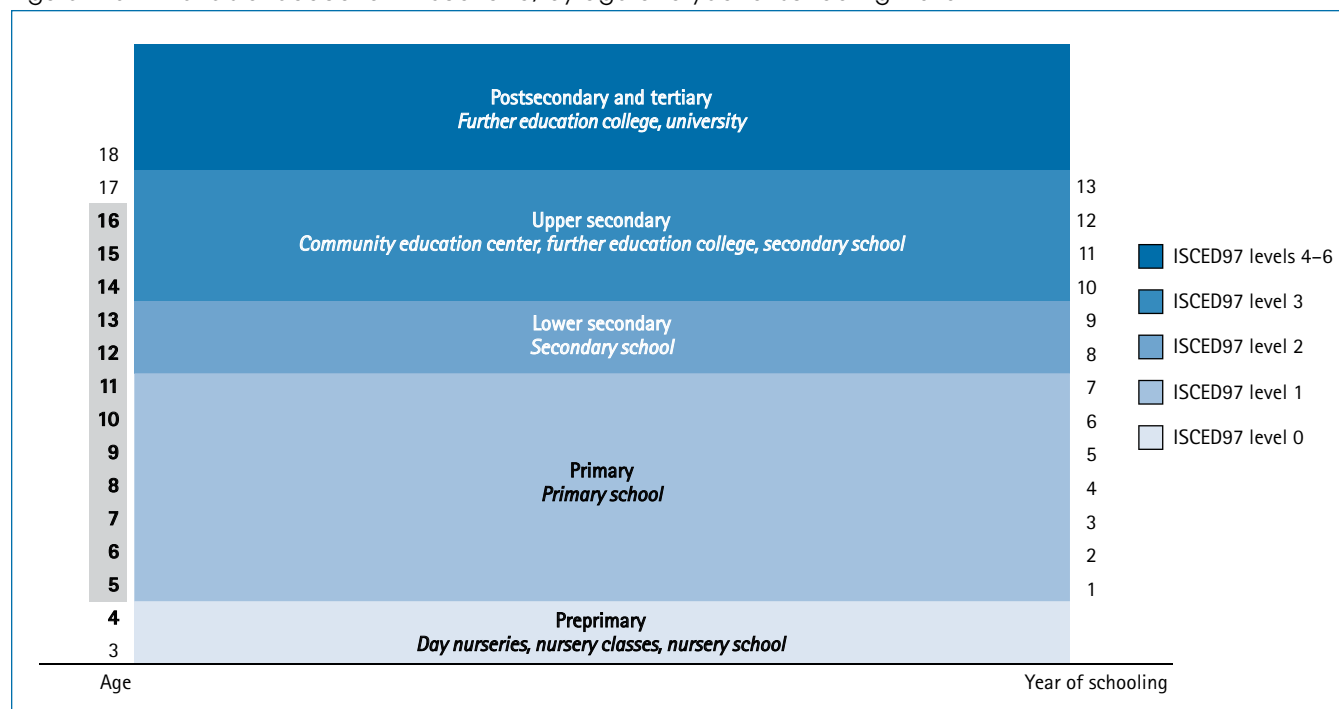 Postsecondary and tertiary
Further education college, university
18
17
13
16
Upper secondary
12
Community education center, further education college, secondary school
15
11
ISCED97 levels 4–6
14
10
ISCED97 level 3
13
Lower secondary
9
12
Secondary school
8
ISCED97 level 2
11
7
ISCED97 level 1
10
6
9
5
ISCED97 level 0
8
Primary
4
Primary school
7
3
6
2
5
1
4
Preprimary
3
Day nurseries, nursery classes, nursery school
Age
Year of schooling